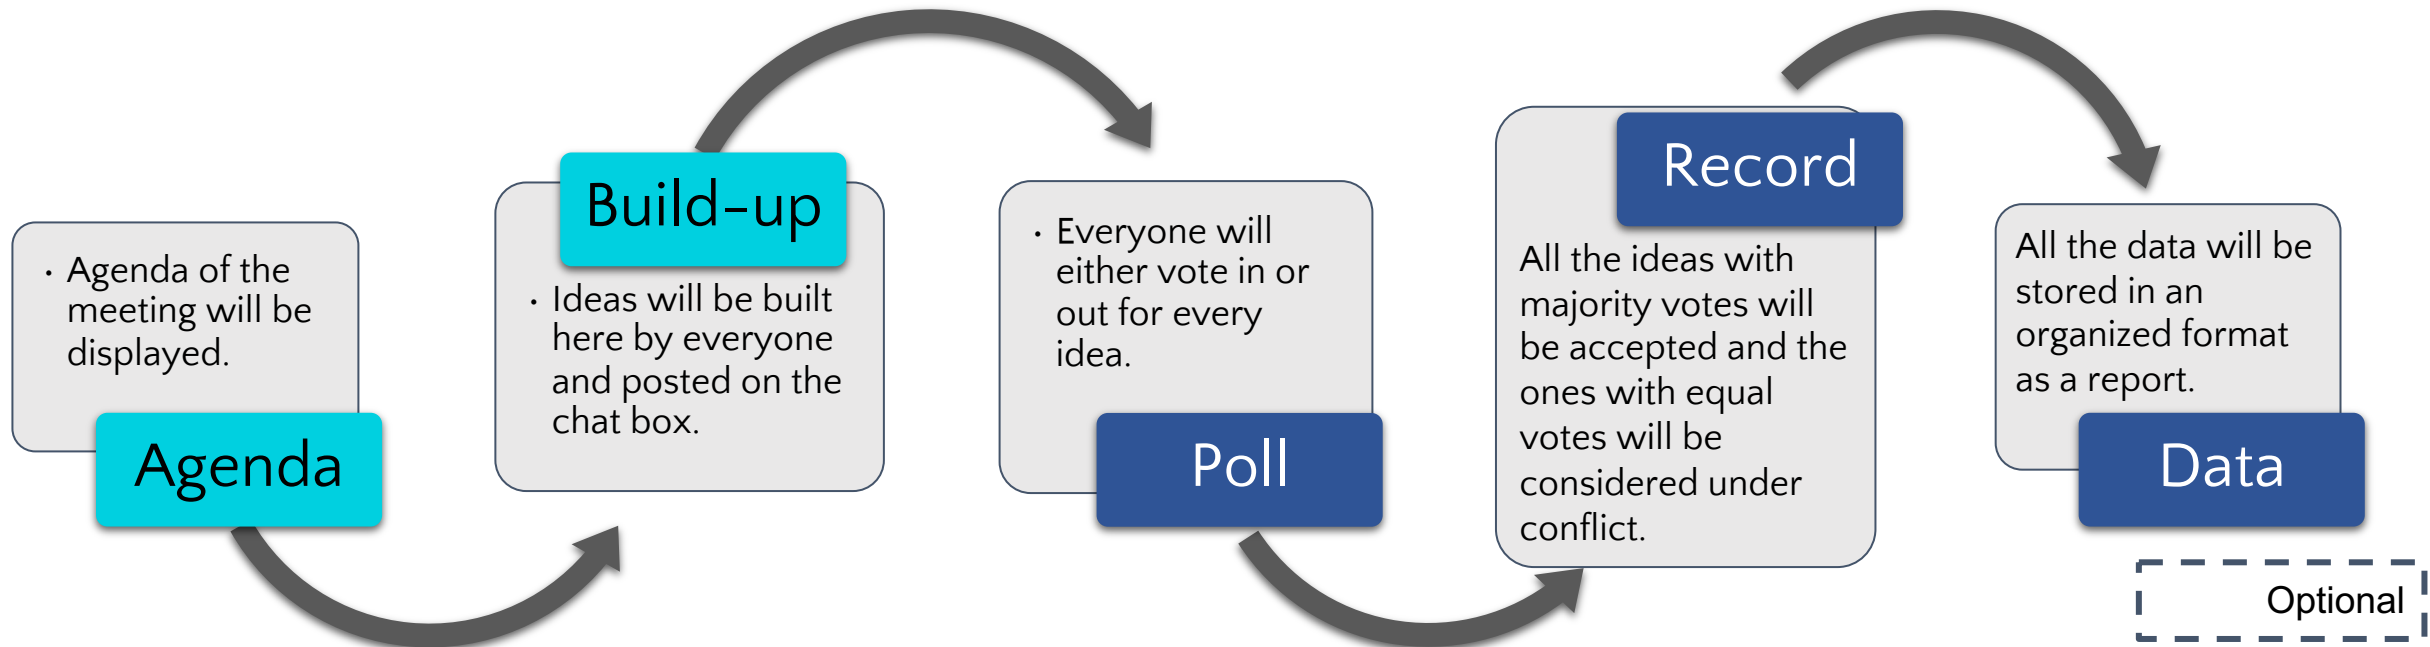 · Agenda of the
meeting will be
displayed.
Agenda
Build-up
· Ideas will be built
here by everyone
and posted on the
chat box.
· Everyone will
either vote in or
out for every
idea.
Poll
Record
All the ideas with
majority votes will
be accepted and the
ones with equal
votes will be
considered under
conflict.
All the data will be
stored in an
organized format
as a report.
Data
Optional